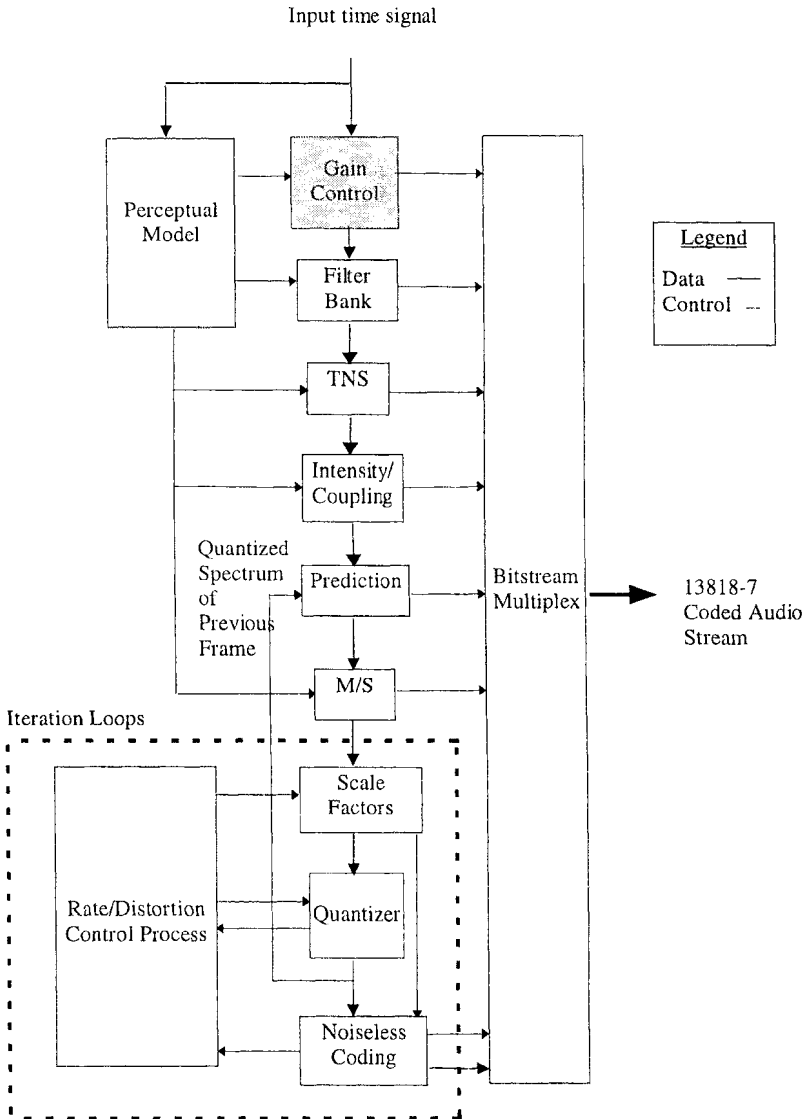 Input time signal
Perceptual
Model
Gain
Control
Filter
Bank
TNS
Intensity/
Coupling
Quantized
Spectrum
of
Previous
Frame
Prediction
M/S
Iteration Loops
Scale
Factors
Rate/Distortion
Control Process
Quantizer
Noiseless
Coding
Bitstream
Multiplex
13818-7
Coded Audio
Stream
Legend
Data
Control